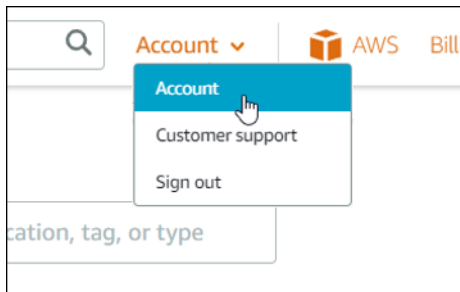 Account AWS Bill
Account
Customer support
Sign out
cation, tag, or type